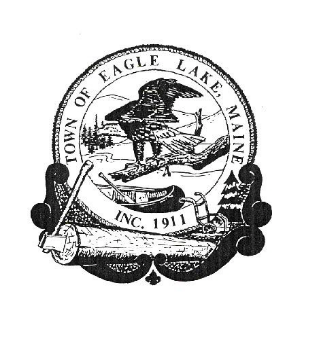 TOWN OF EAGLE LAKE, MAINE
INC. 1911